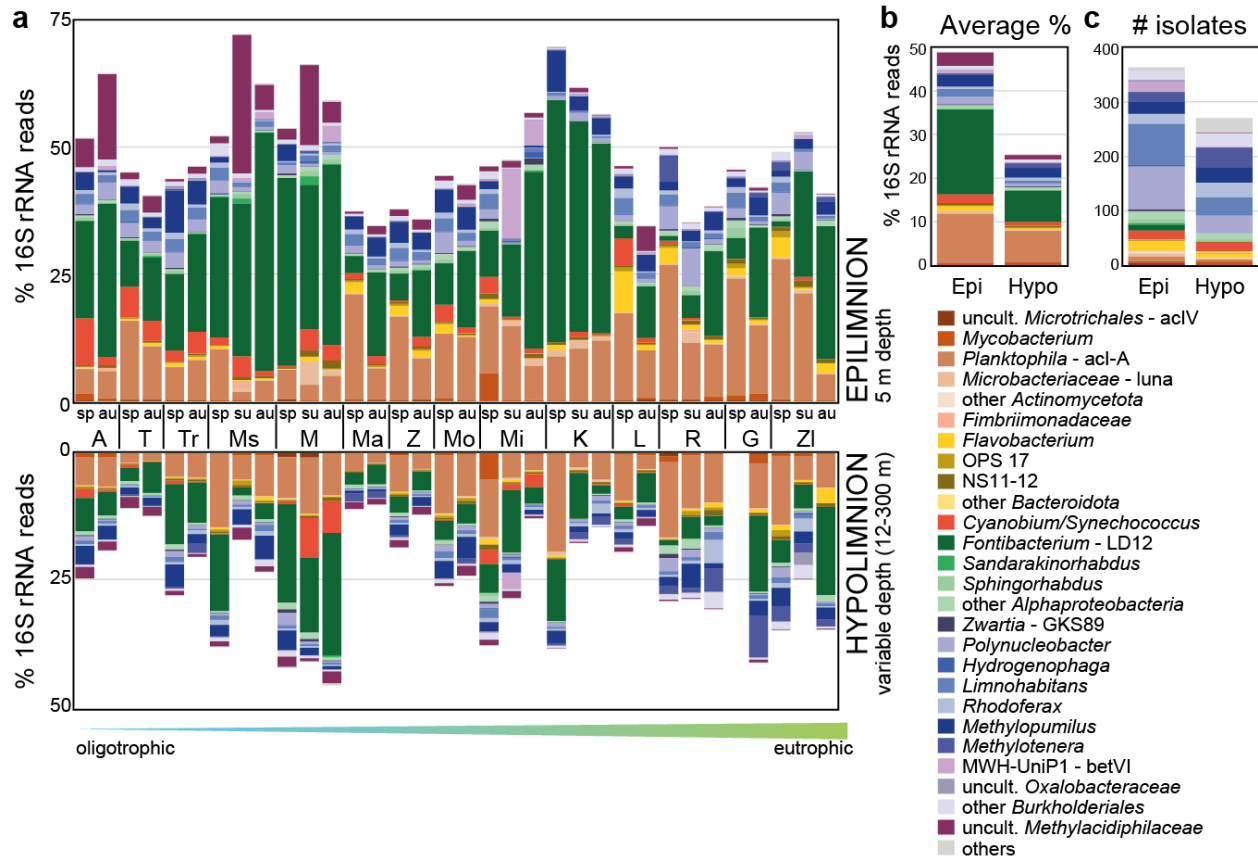 a
75
50
25
0
% 16S rRNA reads
EPILIMNION
5 m depth
sp au sp au sp au sp su au sp su au sp au sp au sp au sp su au sp su au sp au sp su au sp au sp su au
A T Tr Ms M Ma Z Mo Mi K L R G Zl
0
25
50
% 16S rRNA reads
HYPOLIMNION
variable depth (12-300 m)
oligotrophic
eutrophic
b
Average %
50
40
30
20
10
0
% 16S rRNA reads
Epi Hypo
c
# isolates
400
300
200
100
0
Epi Hypo
uncult. Microtrichales - acIV
Mycobacterium
Planktophila - acI-A
Microbacteriaceae - luna
other Actinomycetota
Fimbriimonadaceae
Flavobacterium
OPS 17
NS11-12
other Bacteroidota
Cyanobium/Synechococcus
Fontibacterium - LD12
Sandarakinorhabdus
Sphingorhabdus
other Alphaproteobacteria
Zwartia - GKS89
Polynucleobacter
Hydrogenophaga
Limnohabitans
Rhodoferax
Methylopumilus
Methylotenera
MWH-UniP1 - betVI
uncult. Oxalobacteraceae
other Burkholderiales
uncult. Methylacidiphilaceae
others